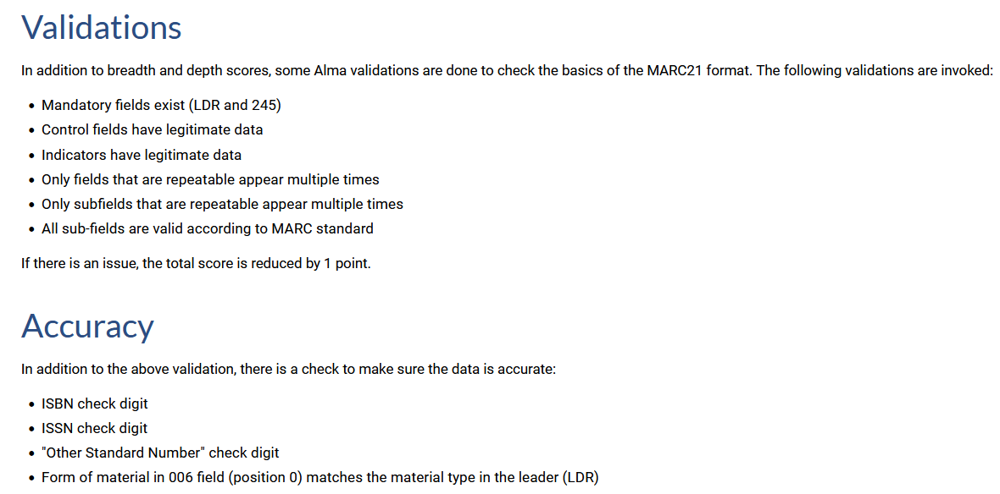 Validations
In addition to breadth and depth scores, some Alma validations are done to check the basics of the MARC21 format. The following validations are invoked:
• Mandatory fields exist (LDR and 245)
• Control fields have legitimate data
• Indicators have legitimate data
• Only fields that are repeatable appear multiple times
• Only subfields that are repeatable appear multiple times
• All sub-fields are valid according to MARC standard
If there is an issue, the total score is reduced by 1 point.
Accuracy
In addition to the above validation, there is a check to make sure the data is accurate:
• ISBN check digit
• ISSN check digit
• "Other Standard Number" check digit
• Form of material in 006 field (position 0) matches the material type in the leader (LDR)